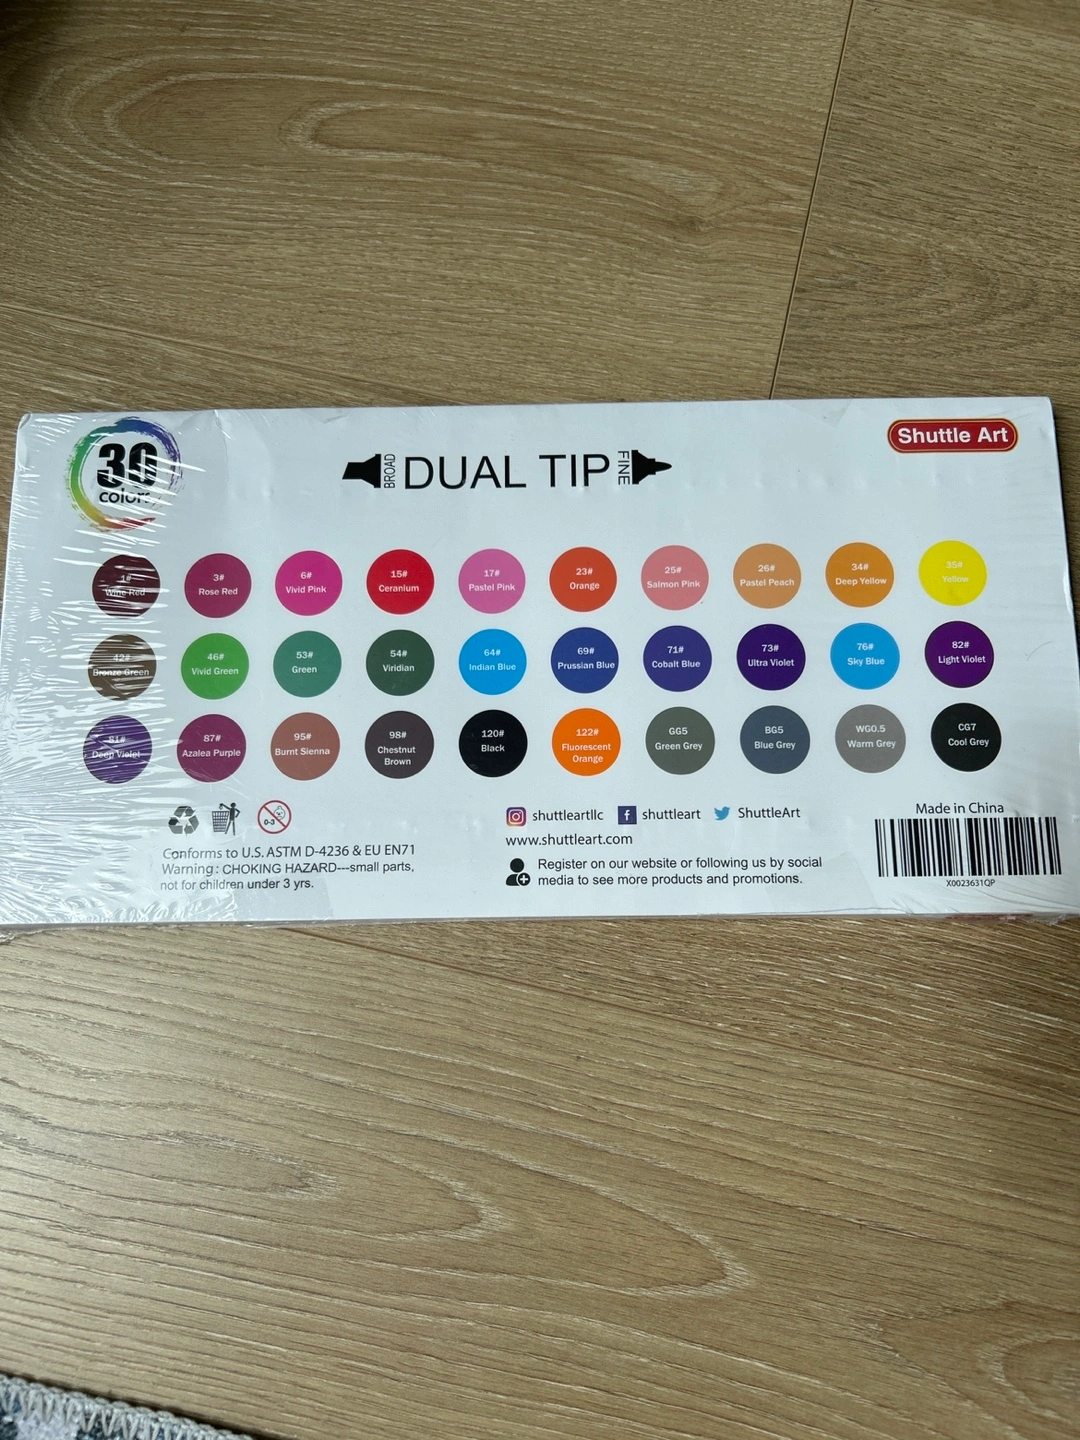 30
colors
BROAD DUAL TIP FINE
Shuttle Art
1# Wine Red
3# Rose Red
6# Vivid Pink
15# Ceranium
17# Pastel Pink
23# Orange
25# Salmon Pink
26# Pastel Peach
34# Deep Yellow
35# Yellow
42# Bronze Green
46# Vivid Green
53# Green
54# Viridian
64# Indian Blue
69# Prussian Blue
71# Cobalt Blue
73# Ultra Violet
76# Sky Blue
82# Light Violet
81# Deep Violet
87# Azalea Purple
95# Burnt Sienna
98# Chestnut Brown
120# Black
122# Fluorescent Orange
GG5 Green Grey
BG5 Blue Grey
WG0.5 Warm Grey
CG7 Cool Grey
0-3
Conforms to U.S. ASTM D-4236 & EU EN71
Warning: CHOKING HAZARD---small parts,
not for children under 3 yrs.
shuttleartllc shuttleart ShuttleArt
www.shuttleart.com
Register on our website or following us by social
media to see more products and promotions.
Made in China
X0023631QP